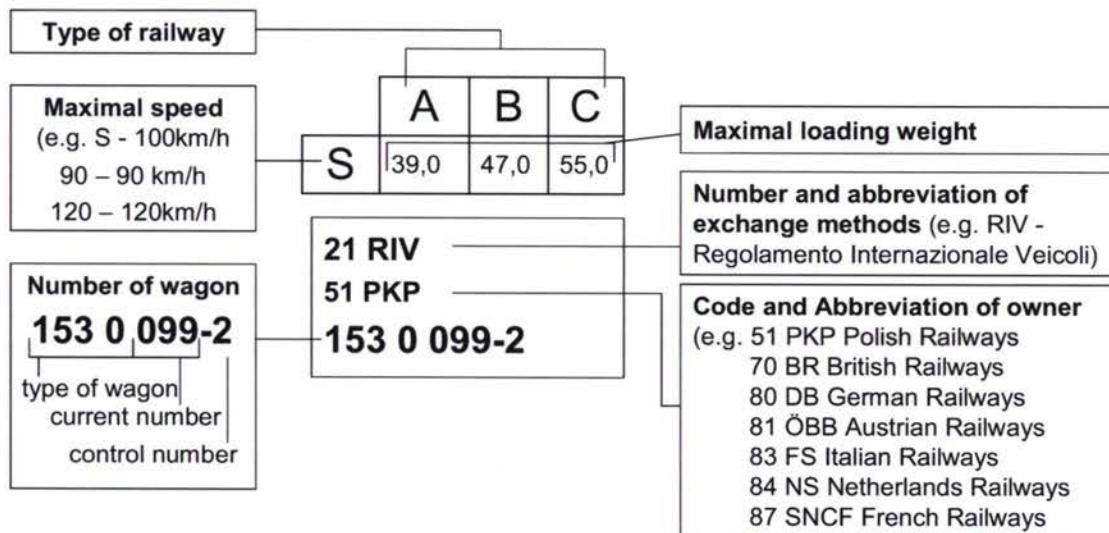 Type of railway
Maximal speed
(e.g. S - 100km/h
90 – 90 km/h
120 – 120km/h
A B C
S 39,0 47,0 55,0
Maximal loading weight
Number and abbreviation of
exchange methods (e.g. RIV -
Regolamento Internazionale Veicoli)
Number of wagon
153 0 099-2
type of wagon
current number
control number
21 RIV
51 PKP
153 0 099-2
Code and Abbreviation of owner
(e.g. 51 PKP Polish Railways
70 BR British Railways
80 DB German Railways
81 ÖBB Austrian Railways
83 FS Italian Railways
84 NS Netherlands Railways
87 SNCF French Railways